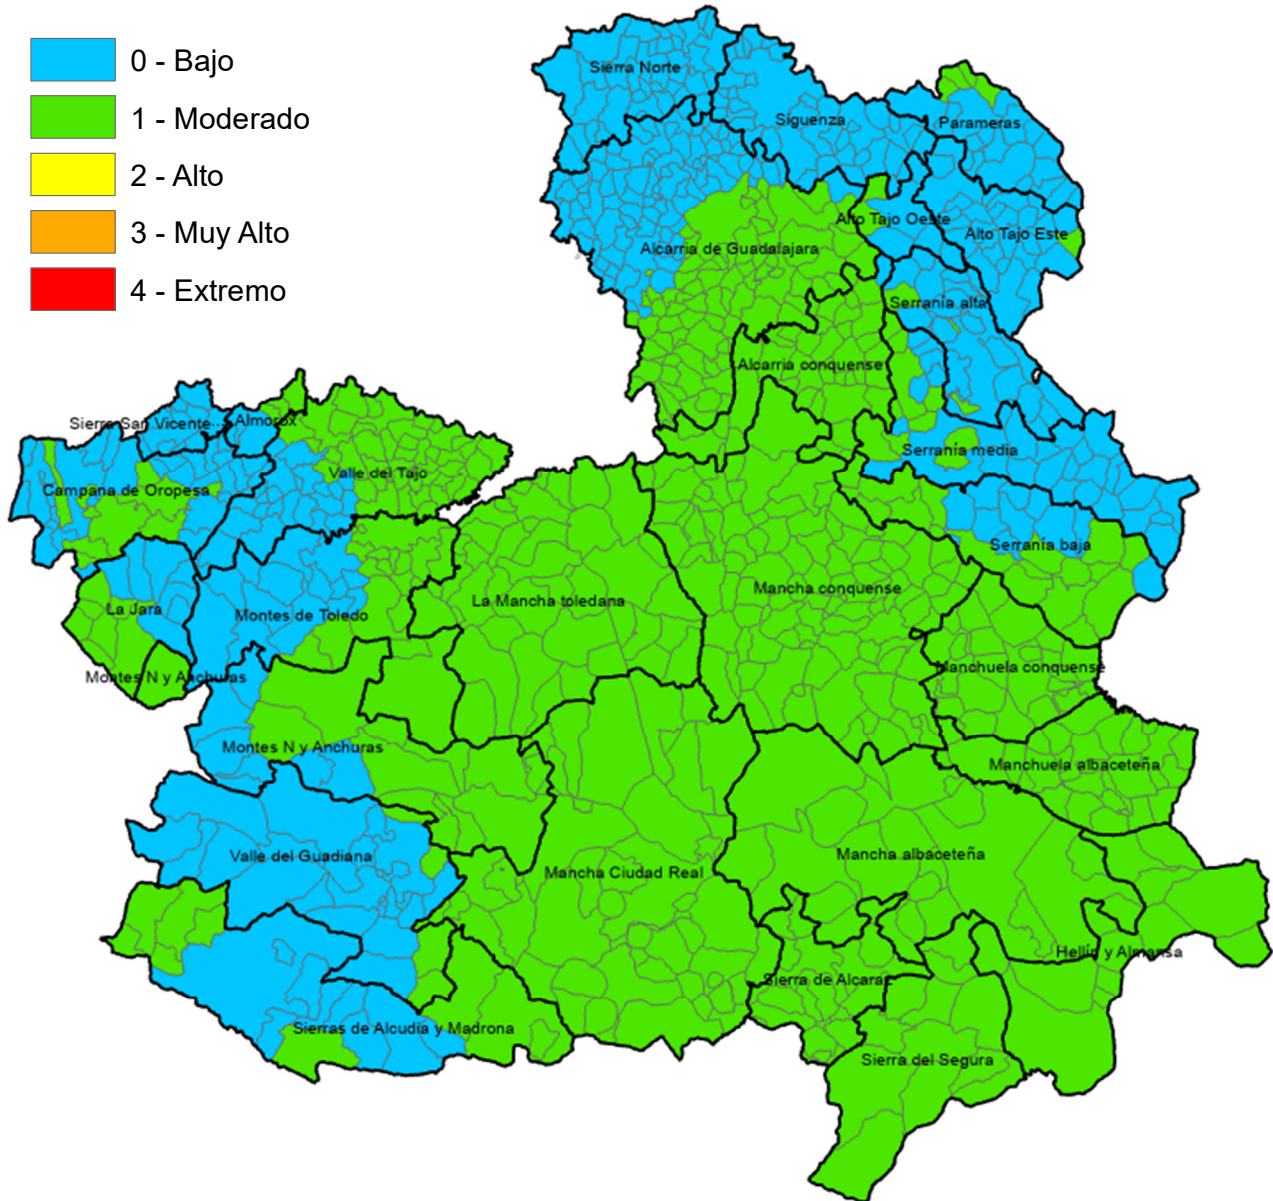 0 - Bajo
1 - Moderado
2 - Alto
3 - Muy Alto
4 - Extremo
Sierra Norte
Sigüenza
Parameras
Alto Tajo Oeste
Alto Tajo Este
Alcarria de Guadalajara
Serranía alta
Alcarria conquense
Sierra San Vicente...
Almorox
Serranía media
Valle del Tajo
Campana de Oropesa
Serranía baja
Mancha conquense
La Mancha toledana
La Jara
Montes de Toledo
Manchuela conquense
Montes N y Anchuras
Montes N y Anchuras
Manchuela albaceteña
Valle del Guadiana
Mancha albaceteña
Mancha Ciudad Real
Hellín y Almansa
Sierra de Alcaraz
Sierras de Alcudia y Madrona
Sierra del Segura